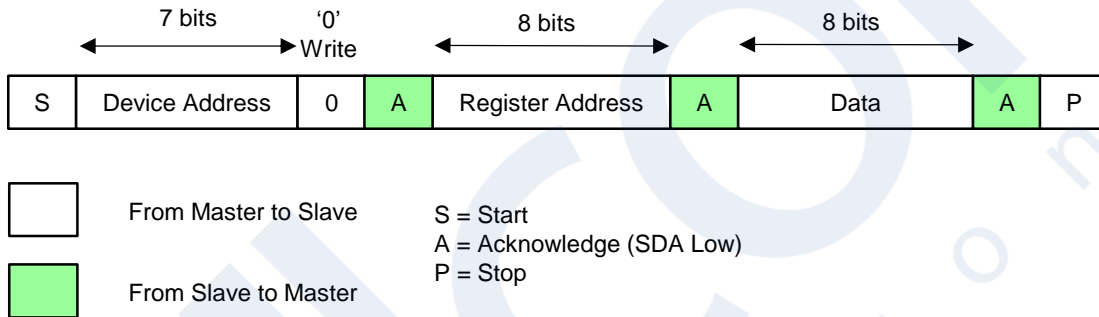 7 bits ‘0’ 8 bits 8 bits
Write
S Device Address 0 A Register Address A Data A P
From Master to Slave
S = Start
A = Acknowledge (SDA Low)
P = Stop
From Slave to Master